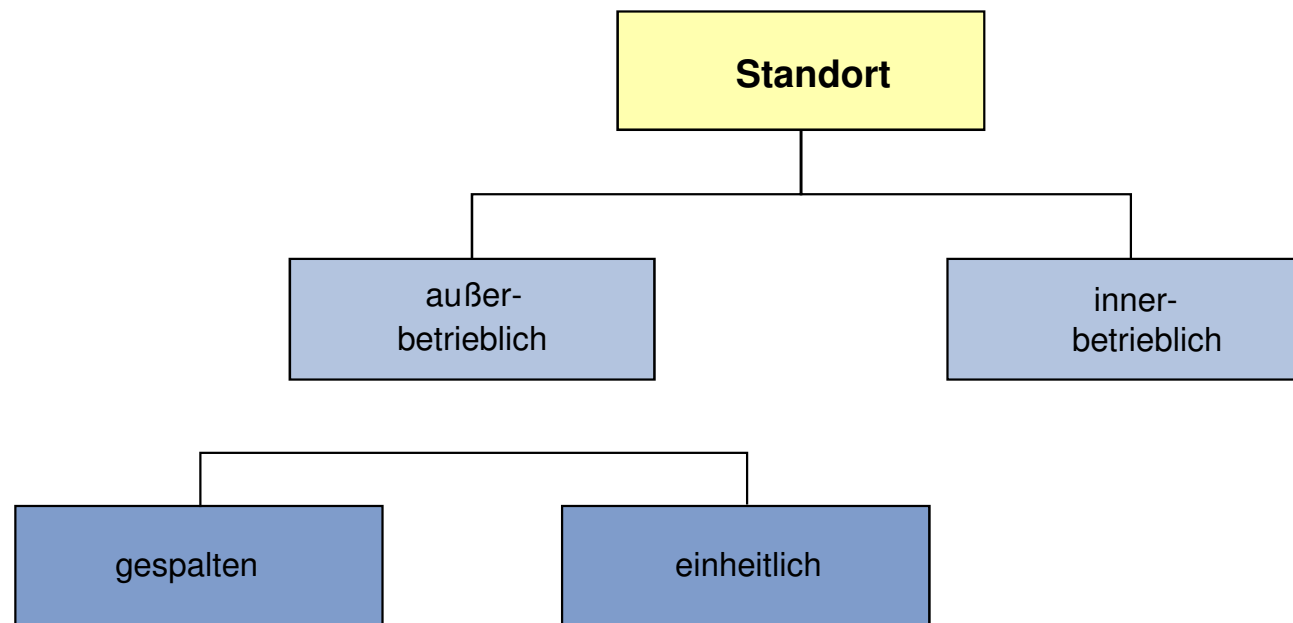 Standort
außer-
betrieblich
inner-
betrieblich
gespalten
einheitlich